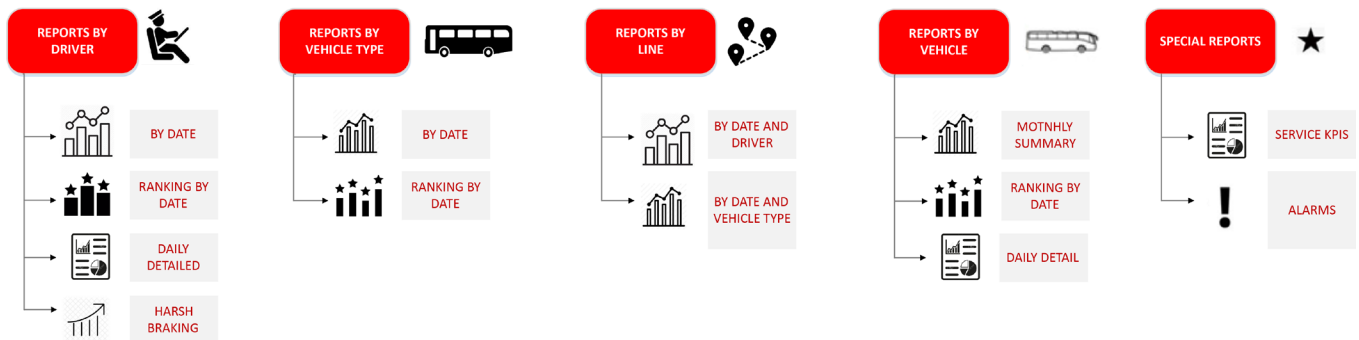 REPORTS BY
DRIVER
BY DATE
RANKING BY
DATE
DAILY
DETAILED
HARSH
BRAKING
REPORTS BY
VEHICLE TYPE
BY DATE
RANKING BY
DATE
REPORTS BY
LINE
BY DATE AND
DRIVER
BY DATE AND
VEHICLE TYPE
REPORTS BY
VEHICLE
MOTNHLY
SUMMARY
RANKING BY
DATE
DAILY DETAIL
SPECIAL REPORTS
SERVICE KPIS
ALARMS